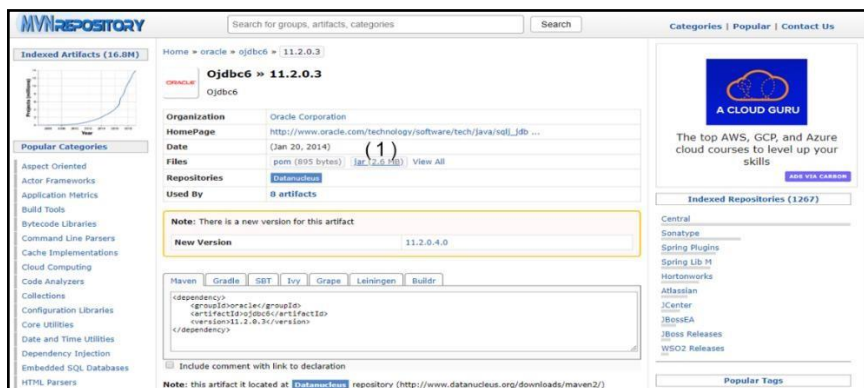 MVNREPOSITORY
Search for groups, artifacts, categories
Search
Categories | Popular | Contact Us
Indexed Artifacts (16.8M)
Projects (millions)
Year
Popular Categories
Aspect Oriented
Actor Frameworks
Application Metrics
Build Tools
Bytecode Libraries
Command Line Parsers
Cache Implementations
Cloud Computing
Code Analyzers
Collections
Configuration Libraries
Core Utilities
Date and Time Utilities
Dependency Injection
Embedded SQL Databases
HTML Parsers
Home » oracle » ojdbc6 » 11.2.0.3
ORACLE
Ojdbc6 » 11.2.0.3
Ojdbc6
Organization Oracle Corporation
HomePage http://www.oracle.com/technology/software/tech/java/sqlj_jdb ...
Date (Jan 20, 2014)
(1)
Files pom (895 bytes) jar (2.6 MB) View All
Repositories Datanucleus
Used By 8 artifacts
Note: There is a new version for this artifact
New Version 11.2.0.4.0
Maven Gradle SBT Ivy Grape Leiningen Buildr
<dependency>
<groupId>oracle</groupId>
<artifactId>ojdbc6</artifactId>
<version>11.2.0.3</version>
</dependency>
Include comment with link to declaration
Note: this artifact it located at Datanucleus repository (http://www.datanucleus.org/downloads/maven2/)
A CLOUD GURU
The top AWS, GCP, and Azure
cloud courses to level up your
skills
ADS VIA CARBON
Indexed Repositories (1267)
Central
Sonatype
Spring Plugins
Spring Lib M
Hortonworks
Atlassian
JCenter
JBossEA
JBoss Releases
WSO2 Releases
Popular Tags